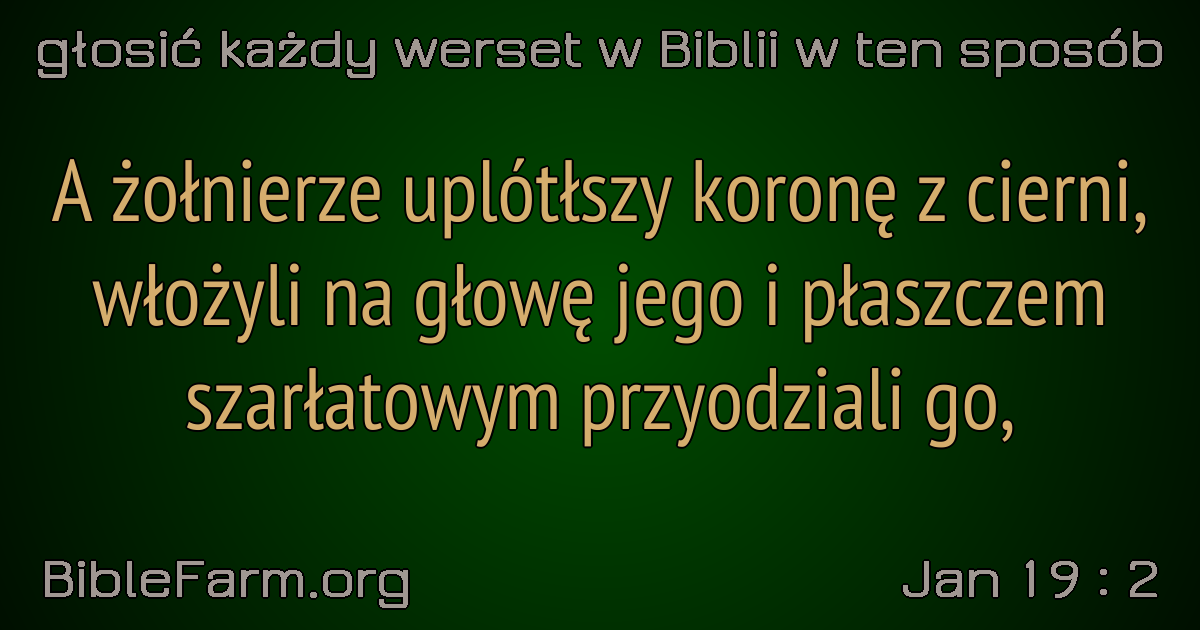 głosić każdy werset w Biblii w ten sposób
A żołnierze uplótłszy koronę z cierni,
włożyli na głowę jego i płaszczem
szarłatowym przyodziali go,
BibleFarm.org
Jan 19 : 2